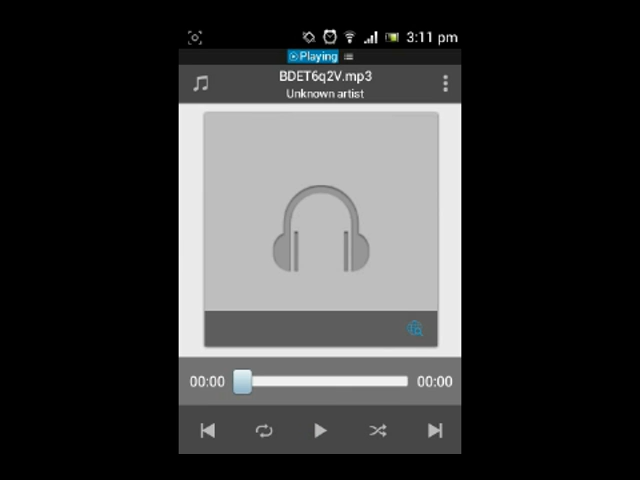 3:11 pm
Playing
BDET6q2V.mp3
Unknown artist
00:00 00:00